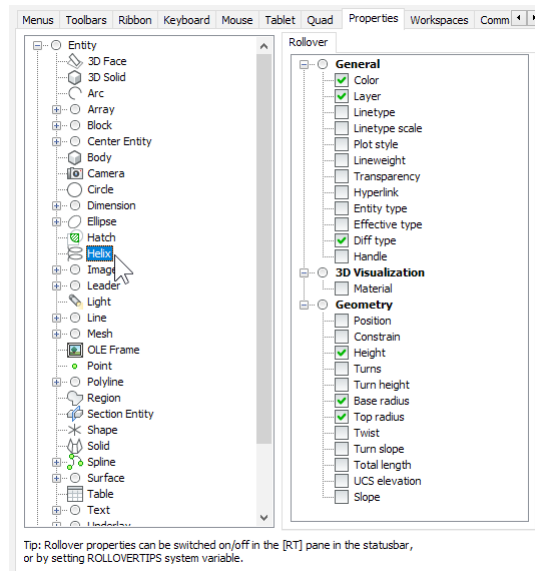 Menus Toolbars Ribbon Keyboard Mouse Tablet Quad Properties Workspaces Comm
Entity
3D Face
3D Solid
Arc
Array
Block
Center Entity
Body
Camera
Circle
Dimension
Ellipse
Hatch
Helix
Image
Leader
Light
Line
Mesh
OLE Frame
Point
Polyline
Region
Section Entity
Shape
Solid
Spline
Surface
Table
Text
Underlay
Rollover
General
Color
Layer
Linetype
Linetype scale
Plot style
Lineweight
Transparency
Hyperlink
Entity type
Effective type
Diff type
Handle
3D Visualization
Material
Geometry
Position
Constrain
Height
Turns
Turn height
Base radius
Top radius
Twist
Turn slope
Total length
UCS elevation
Slope
Tip: Rollover properties can be switched on/off in the [RT] pane in the statusbar,
or by setting ROLLOVERTIPS system variable.